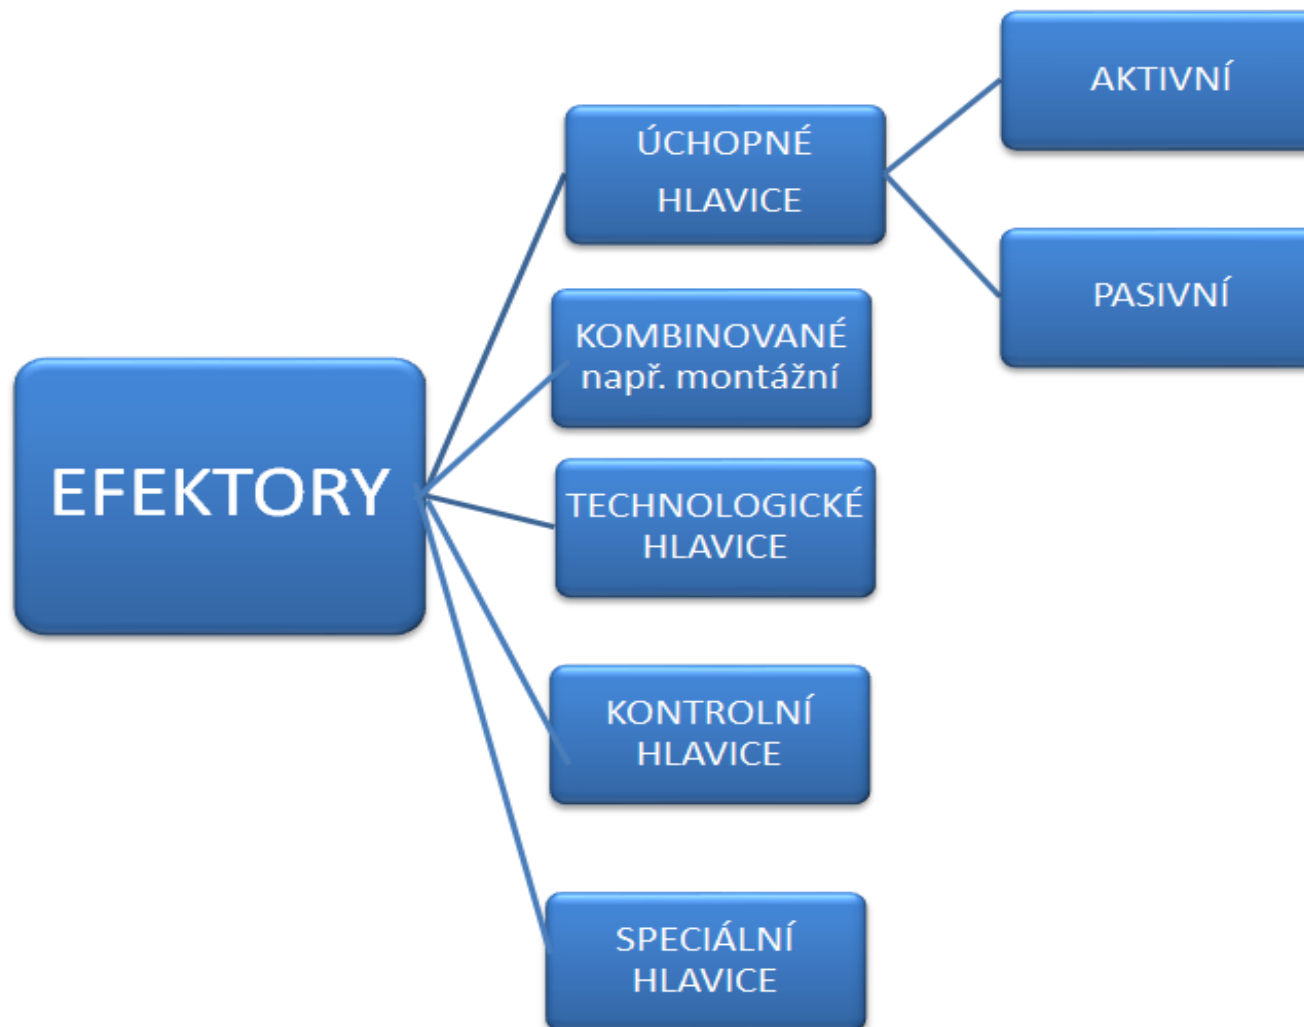 EFEKTORY
ÚCHOPNÉ
HLAVICE
AKTIVNÍ
PASIVNÍ
KOMBINOVANÉ
např. montážní
TECHNOLOGICKÉ
HLAVICE
KONTROLNÍ
HLAVICE
SPECIÁLNÍ
HLAVICE